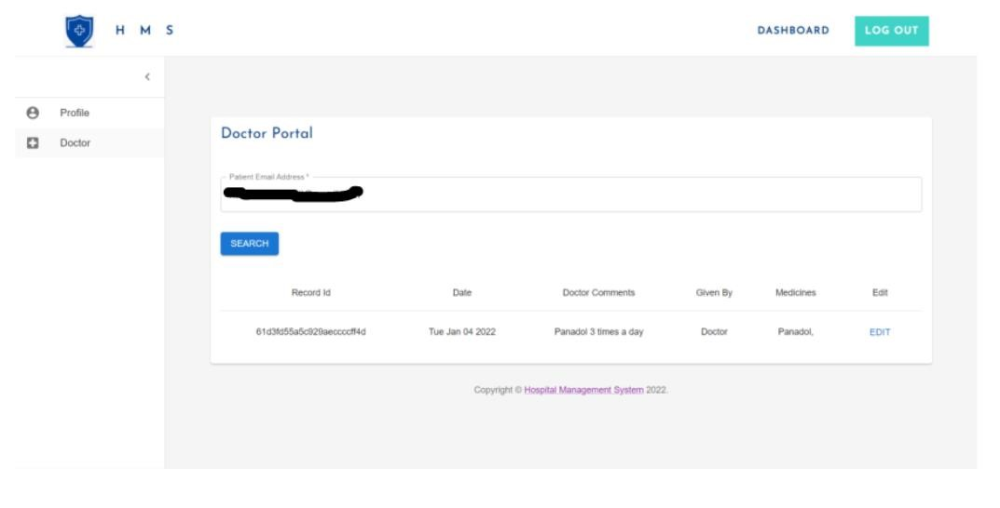 H M S
DASHBOARD
LOG OUT
Profile
Doctor
Doctor Portal
Patient Email Address *
SEARCH
Record Id Date Doctor Comments Given By Medicines Edit
61d3fd55a5c929aeccccff4d Tue Jan 04 2022 Panadol 3 times a day Doctor Panadol, EDIT
Copyright © Hospital Management System 2022.